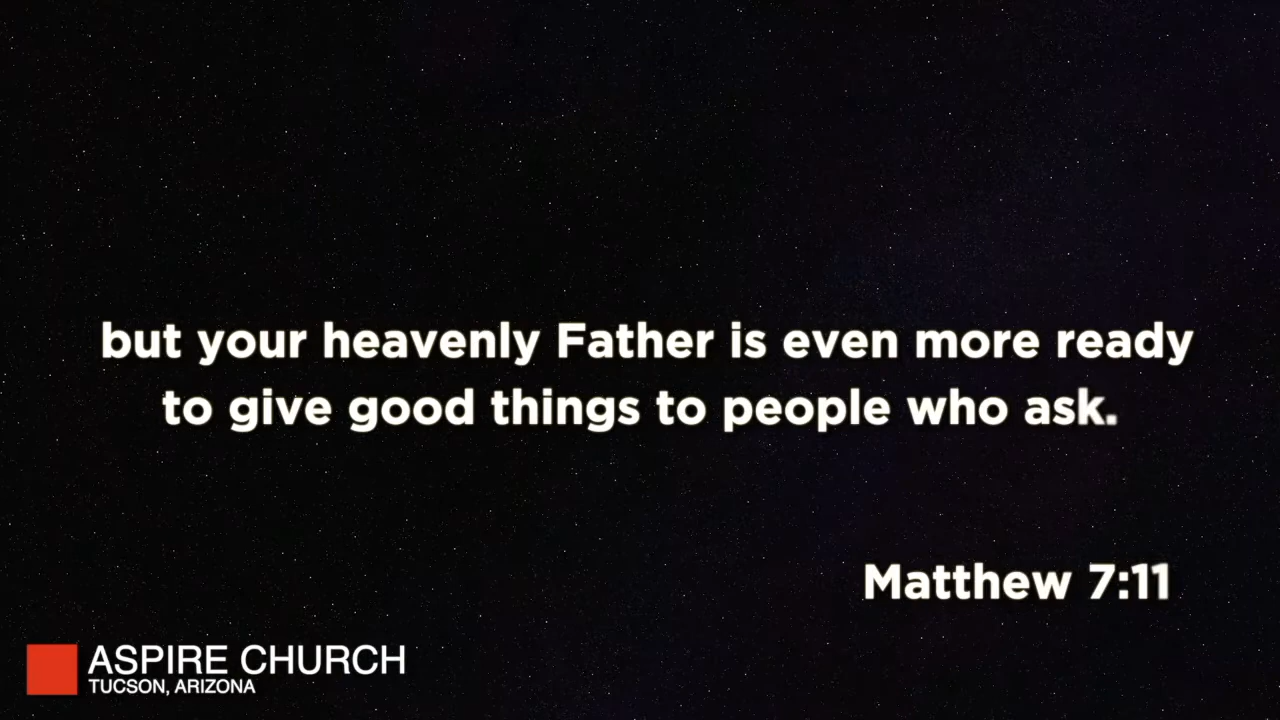 but your heavenly Father is even more ready
to give good things to people who ask.
Matthew 7:11
ASPIRE CHURCH
TUCSON, ARIZONA